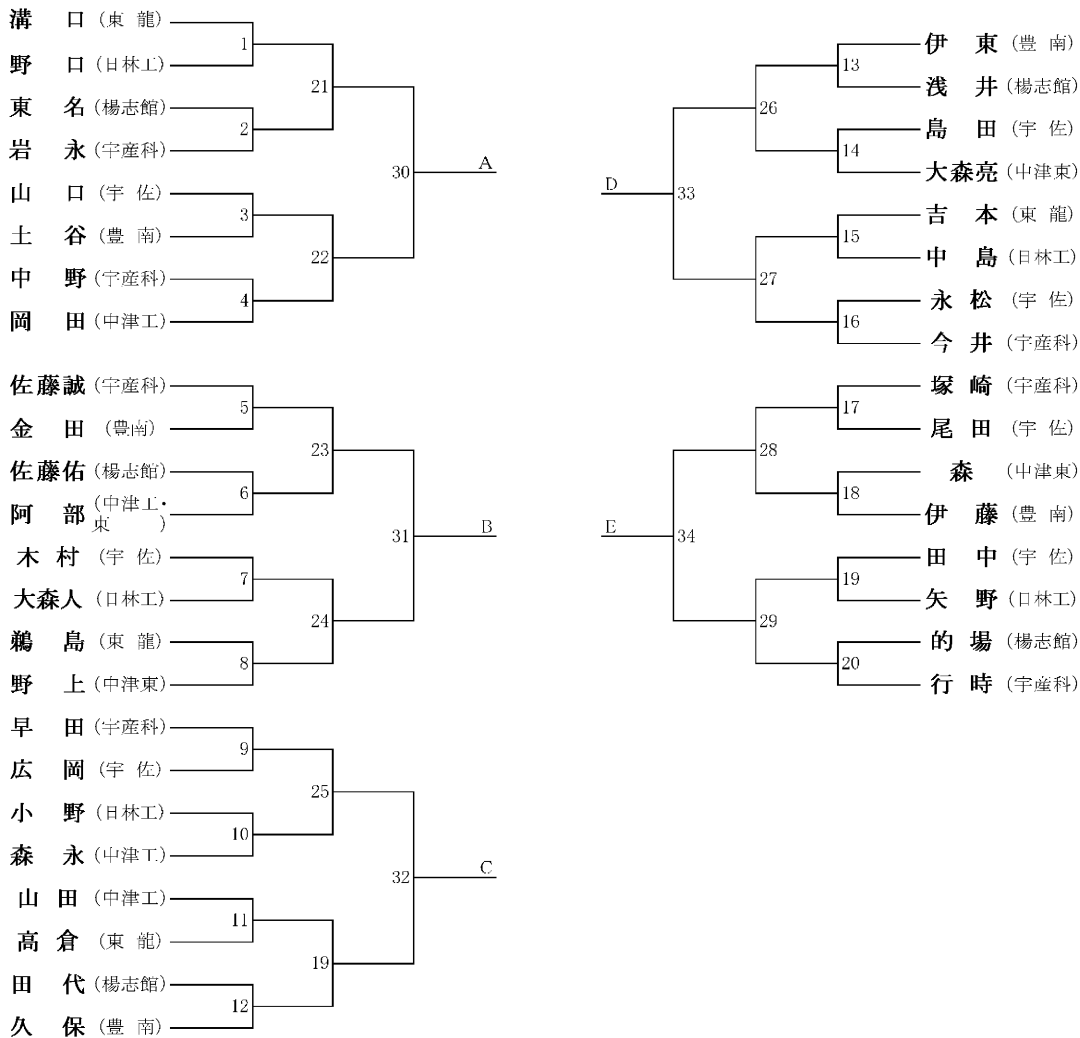 溝 口 (東 龍)
1
野 口 (日林工)
21
東 名 (楊志館)
2
岩 永 (宇産科)
30 A
山 口 (宇 佐)
3
土 谷 (豊 南)
22
中 野 (宇産科)
4
岡 田 (中津工)
佐藤誠 (宇産科)
5
金 田 (豊南)
23
佐藤佑 (楊志館)
6
阿 部 (中津工・東 )
31 B
木 村 (宇 佐)
7
大森人 (日林工)
24
鵜 島 (東 龍)
8
野 上 (中津東)
早 田 (宇産科)
9
広 岡 (宇 佐)
25
小 野 (日林工)
10
森 永 (中津工)
32 C
山 田 (中津工)
11
高 倉 (東 龍)
19
田 代 (楊志館)
12
久 保 (豊 南)
伊 東 (豊 南)
13
浅 井 (楊志館)
26
島 田 (宇 佐)
14
大森亮 (中津東)
D 33
吉 本 (東 龍)
15
中 島 (日林工)
27
永 松 (宇 佐)
16
今 井 (宇産科)
塚 崎 (宇産科)
17
尾 田 (宇 佐)
28
森 (中津東)
18
伊 藤 (豊 南)
E 34
田 中 (宇 佐)
19
矢 野 (日林工)
29
的 場 (楊志館)
20
行 時 (宇産科)